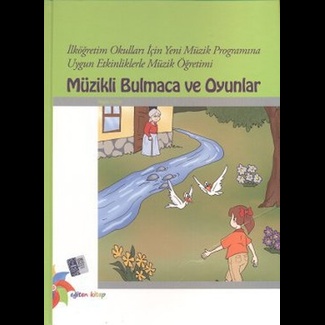 İlköğretim Okulları İçin Yeni Müzik Programına
Uygun Etkinliklerle Müzik Öğretimi
Müzikli Bulmaca ve Oyunlar
eğiten kitap